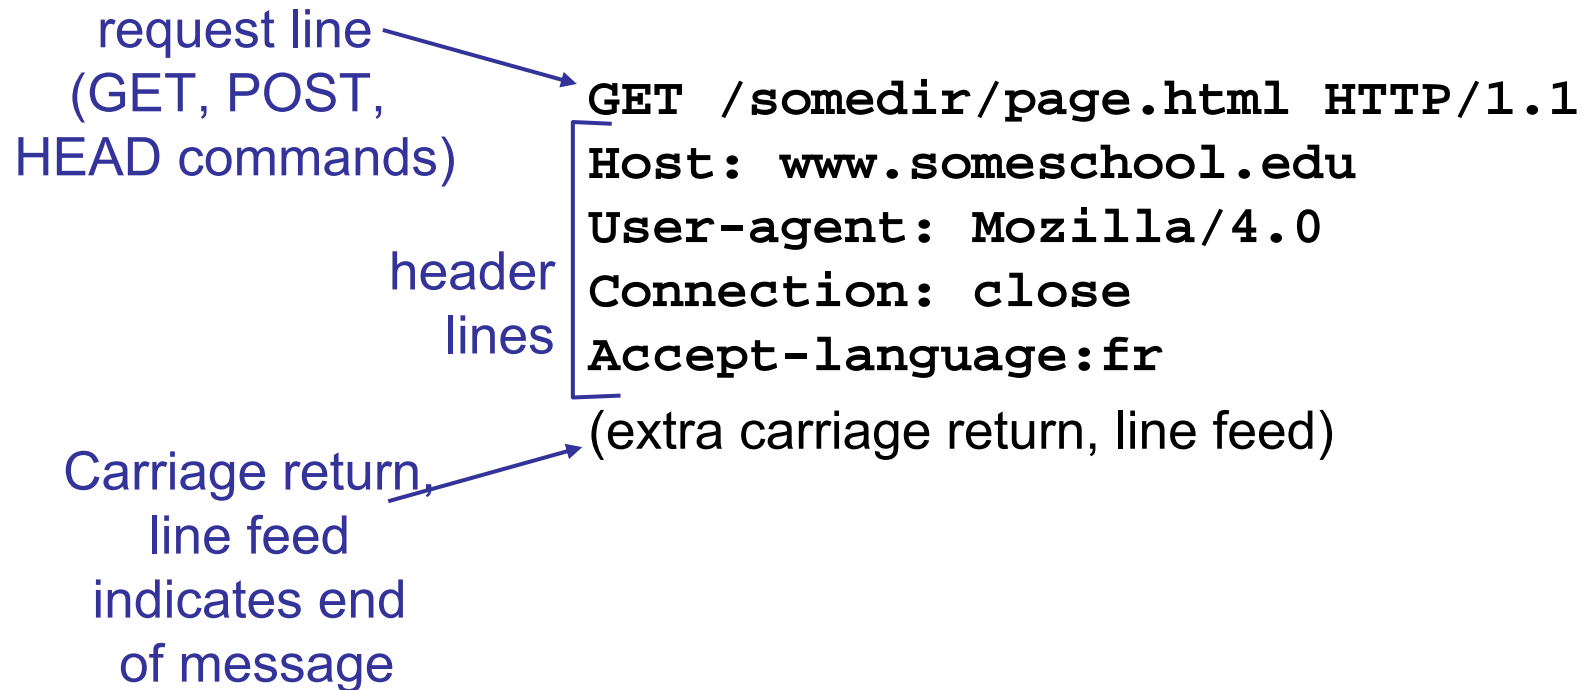 request line
(GET, POST,
HEAD commands)
GET /somedir/page.html HTTP/1.1
Host: www.someschool.edu
User-agent: Mozilla/4.0
Connection: close
Accept-language:fr
header
lines
(extra carriage return, line feed)
Carriage return,
line feed
indicates end
of message